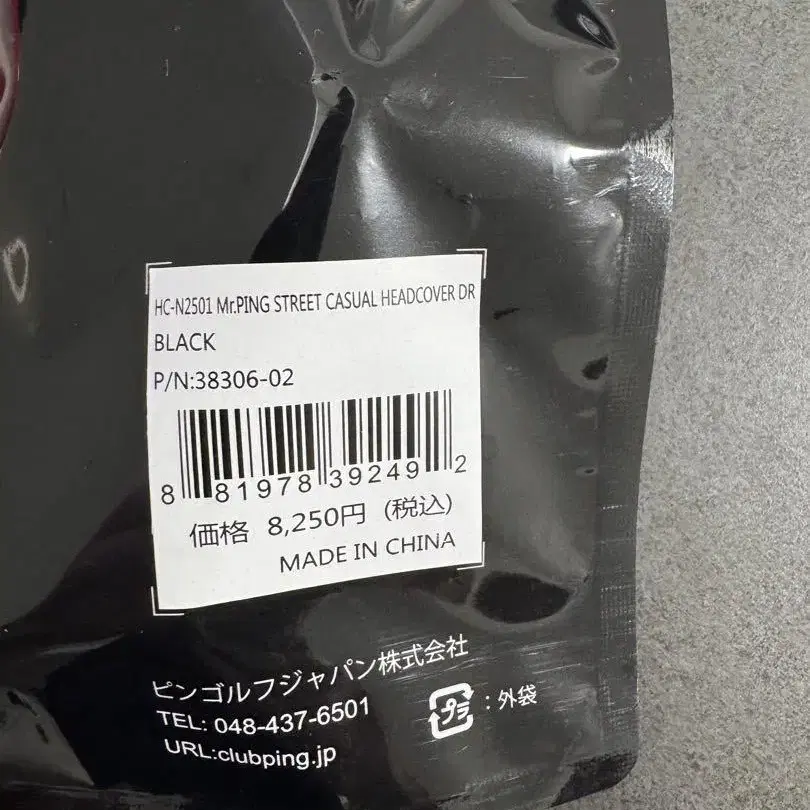 HC-N2501 Mr.PING STREET CASUAL HEADCOVER DR
BLACK
P/N:38306-02
8 81978 39249 2
価格 8,250円 (税込)
MADE IN CHINA
ピンゴルフジャパン株式会社
TEL: 048-437-6501
URL:clubping.jp
プラ : 外袋